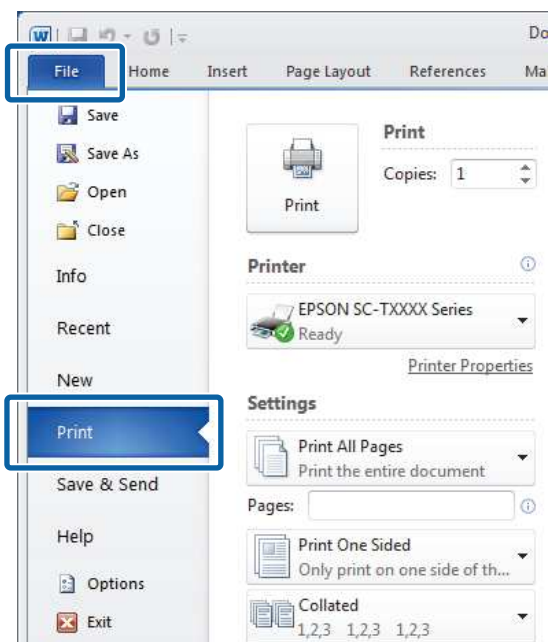 W
Do
File Home Insert Page Layout References Ma
Save
Save As
Open
Close
Info
Recent
New
Print
Save & Send
Help
Options
Exit
Print
Print
Copies: 1
Printer
EPSON SC-TXXXX Series
Ready
Printer Properties
Settings
Print All Pages
Print the entire document
Pages:
Print One Sided
Only print on one side of th...
Collated
1,2,3 1,2,3 1,2,3